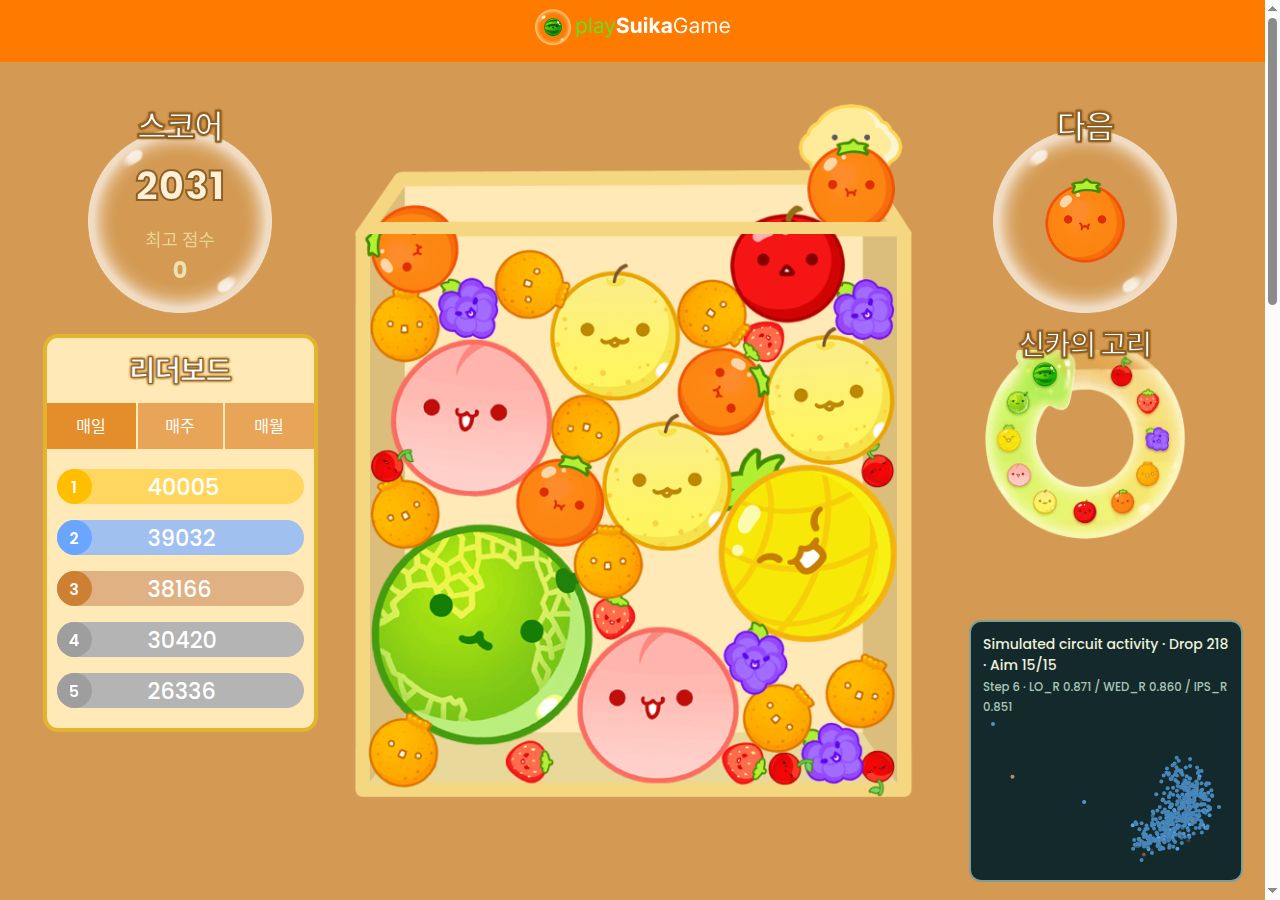 playSuikaGame
스코어
2031
최고 점수
0
다음
신카의 고리
리더보드
매일 매주 매월
1 40005
2 39032
3 38166
4 30420
5 26336
Simulated circuit activity · Drop 218
· Aim 15/15
Step 6 · LO_R 0.871 / WED_R 0.860 / IPS_R
0.851